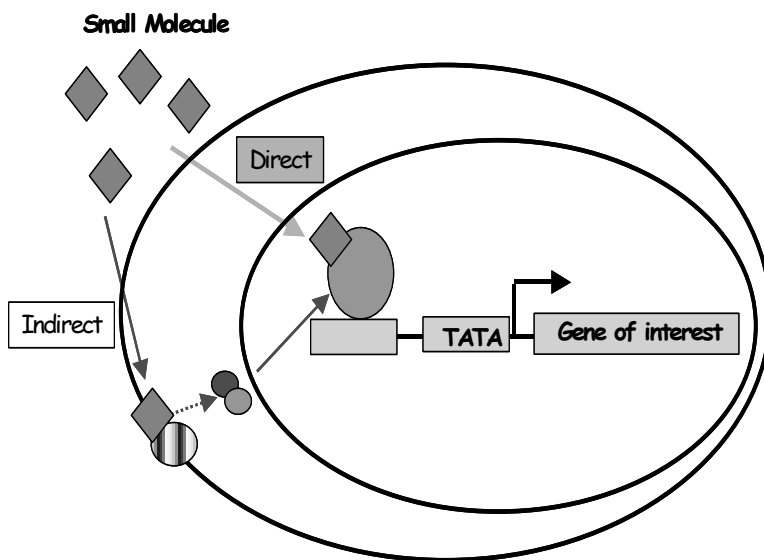 Small Molecule
Direct
Indirect
TATA
Gene of interest